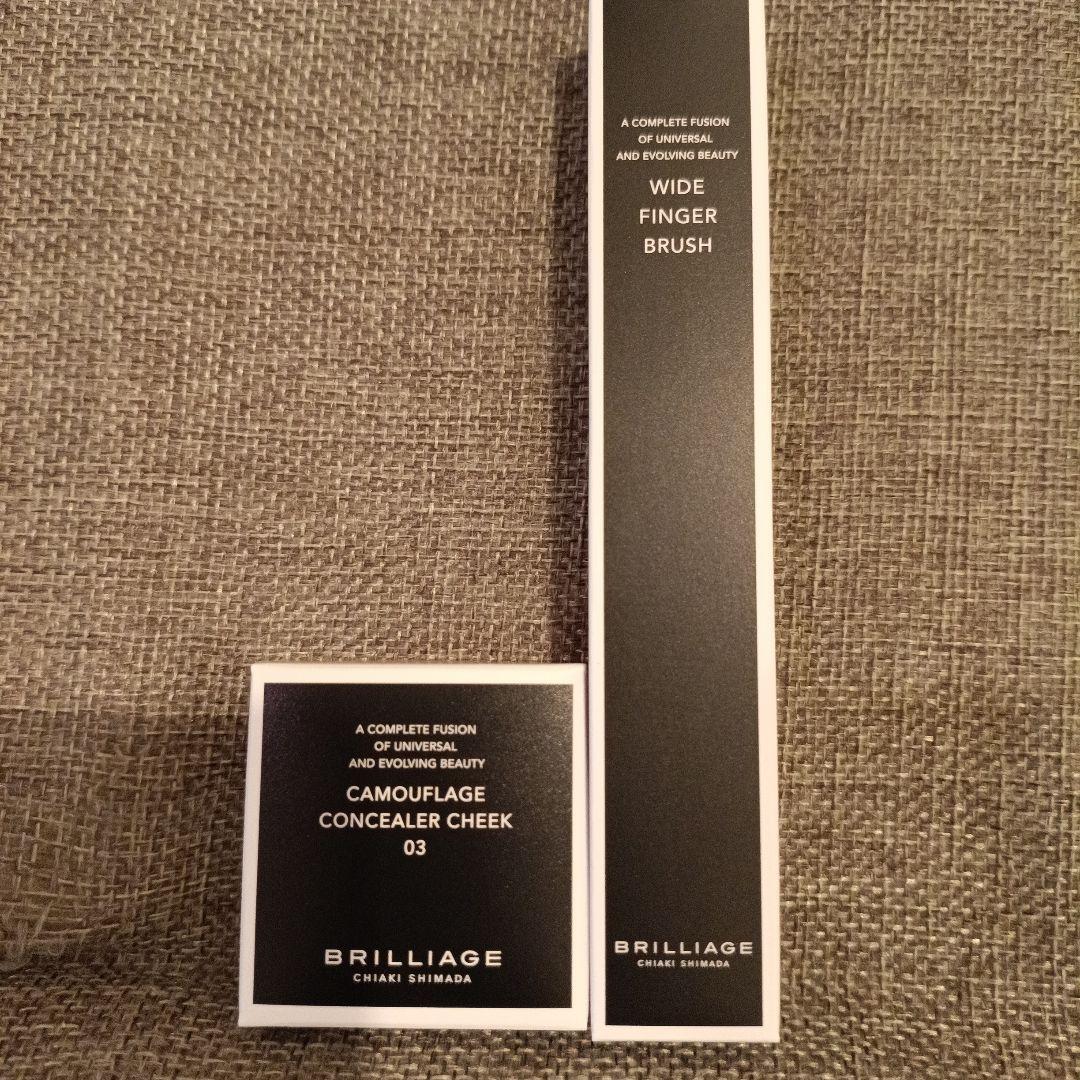 A COMPLETE FUSION
OF UNIVERSAL
AND EVOLVING BEAUTY
WIDE
FINGER
BRUSH
BRILLIAGE
CHIAKI SHIMADA
A COMPLETE FUSION
OF UNIVERSAL
AND EVOLVING BEAUTY
CAMOUFLAGE
CONCEALER CHEEK
03
BRILLIAGE
CHIAKI SHIMADA